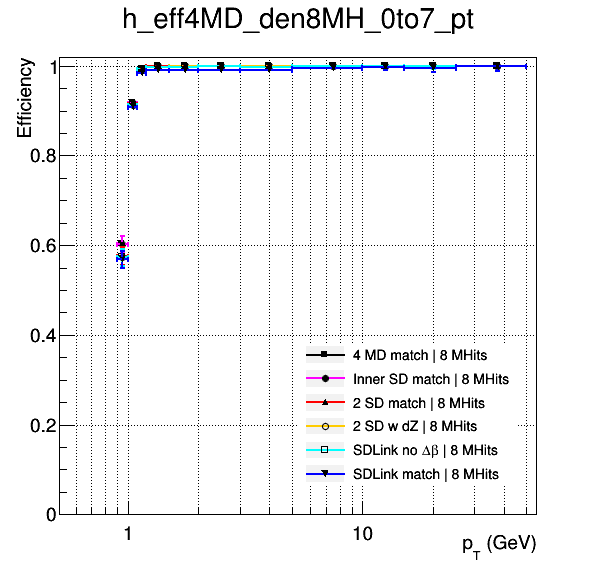 h_eff4MD_den8MH_0to7_pt
Efficiency
1
0.8
0.6
0.4
0.2
0
4 MD match | 8 MHits
Inner SD match | 8 MHits
2 SD match | 8 MHits
2 SD w dZ | 8 MHits
SDLink no Δβ | 8 MHits
SDLink match | 8 MHits
1 10
p_T (GeV)